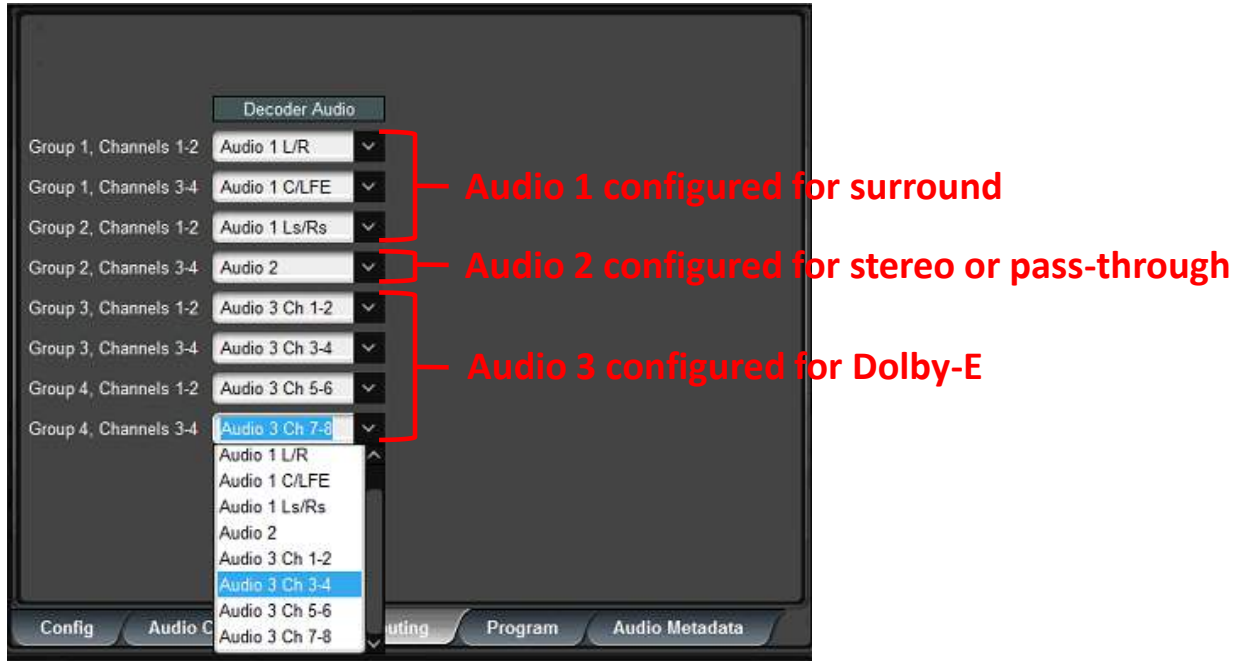 Decoder Audio
Group 1, Channels 1-2 Audio 1 L/R
Group 1, Channels 3-4 Audio 1 C/LFE
Audio 1 configured for surround
Group 2, Channels 1-2 Audio 1 Ls/Rs
Group 2, Channels 3-4 Audio 2
Audio 2 configured for stereo or pass-through
Group 3, Channels 1-2 Audio 3 Ch 1-2
Group 3, Channels 3-4 Audio 3 Ch 3-4
Audio 3 configured for Dolby-E
Group 4, Channels 1-2 Audio 3 Ch 5-6
Group 4, Channels 3-4 Audio 3 Ch 7-8
Audio 1 L/R
Audio 1 C/LFE
Audio 1 Ls/Rs
Audio 2
Audio 3 Ch 1-2
Audio 3 Ch 3-4
Audio 3 Ch 5-6
Audio 3 Ch 7-8
Config Audio Program Audio Metadata